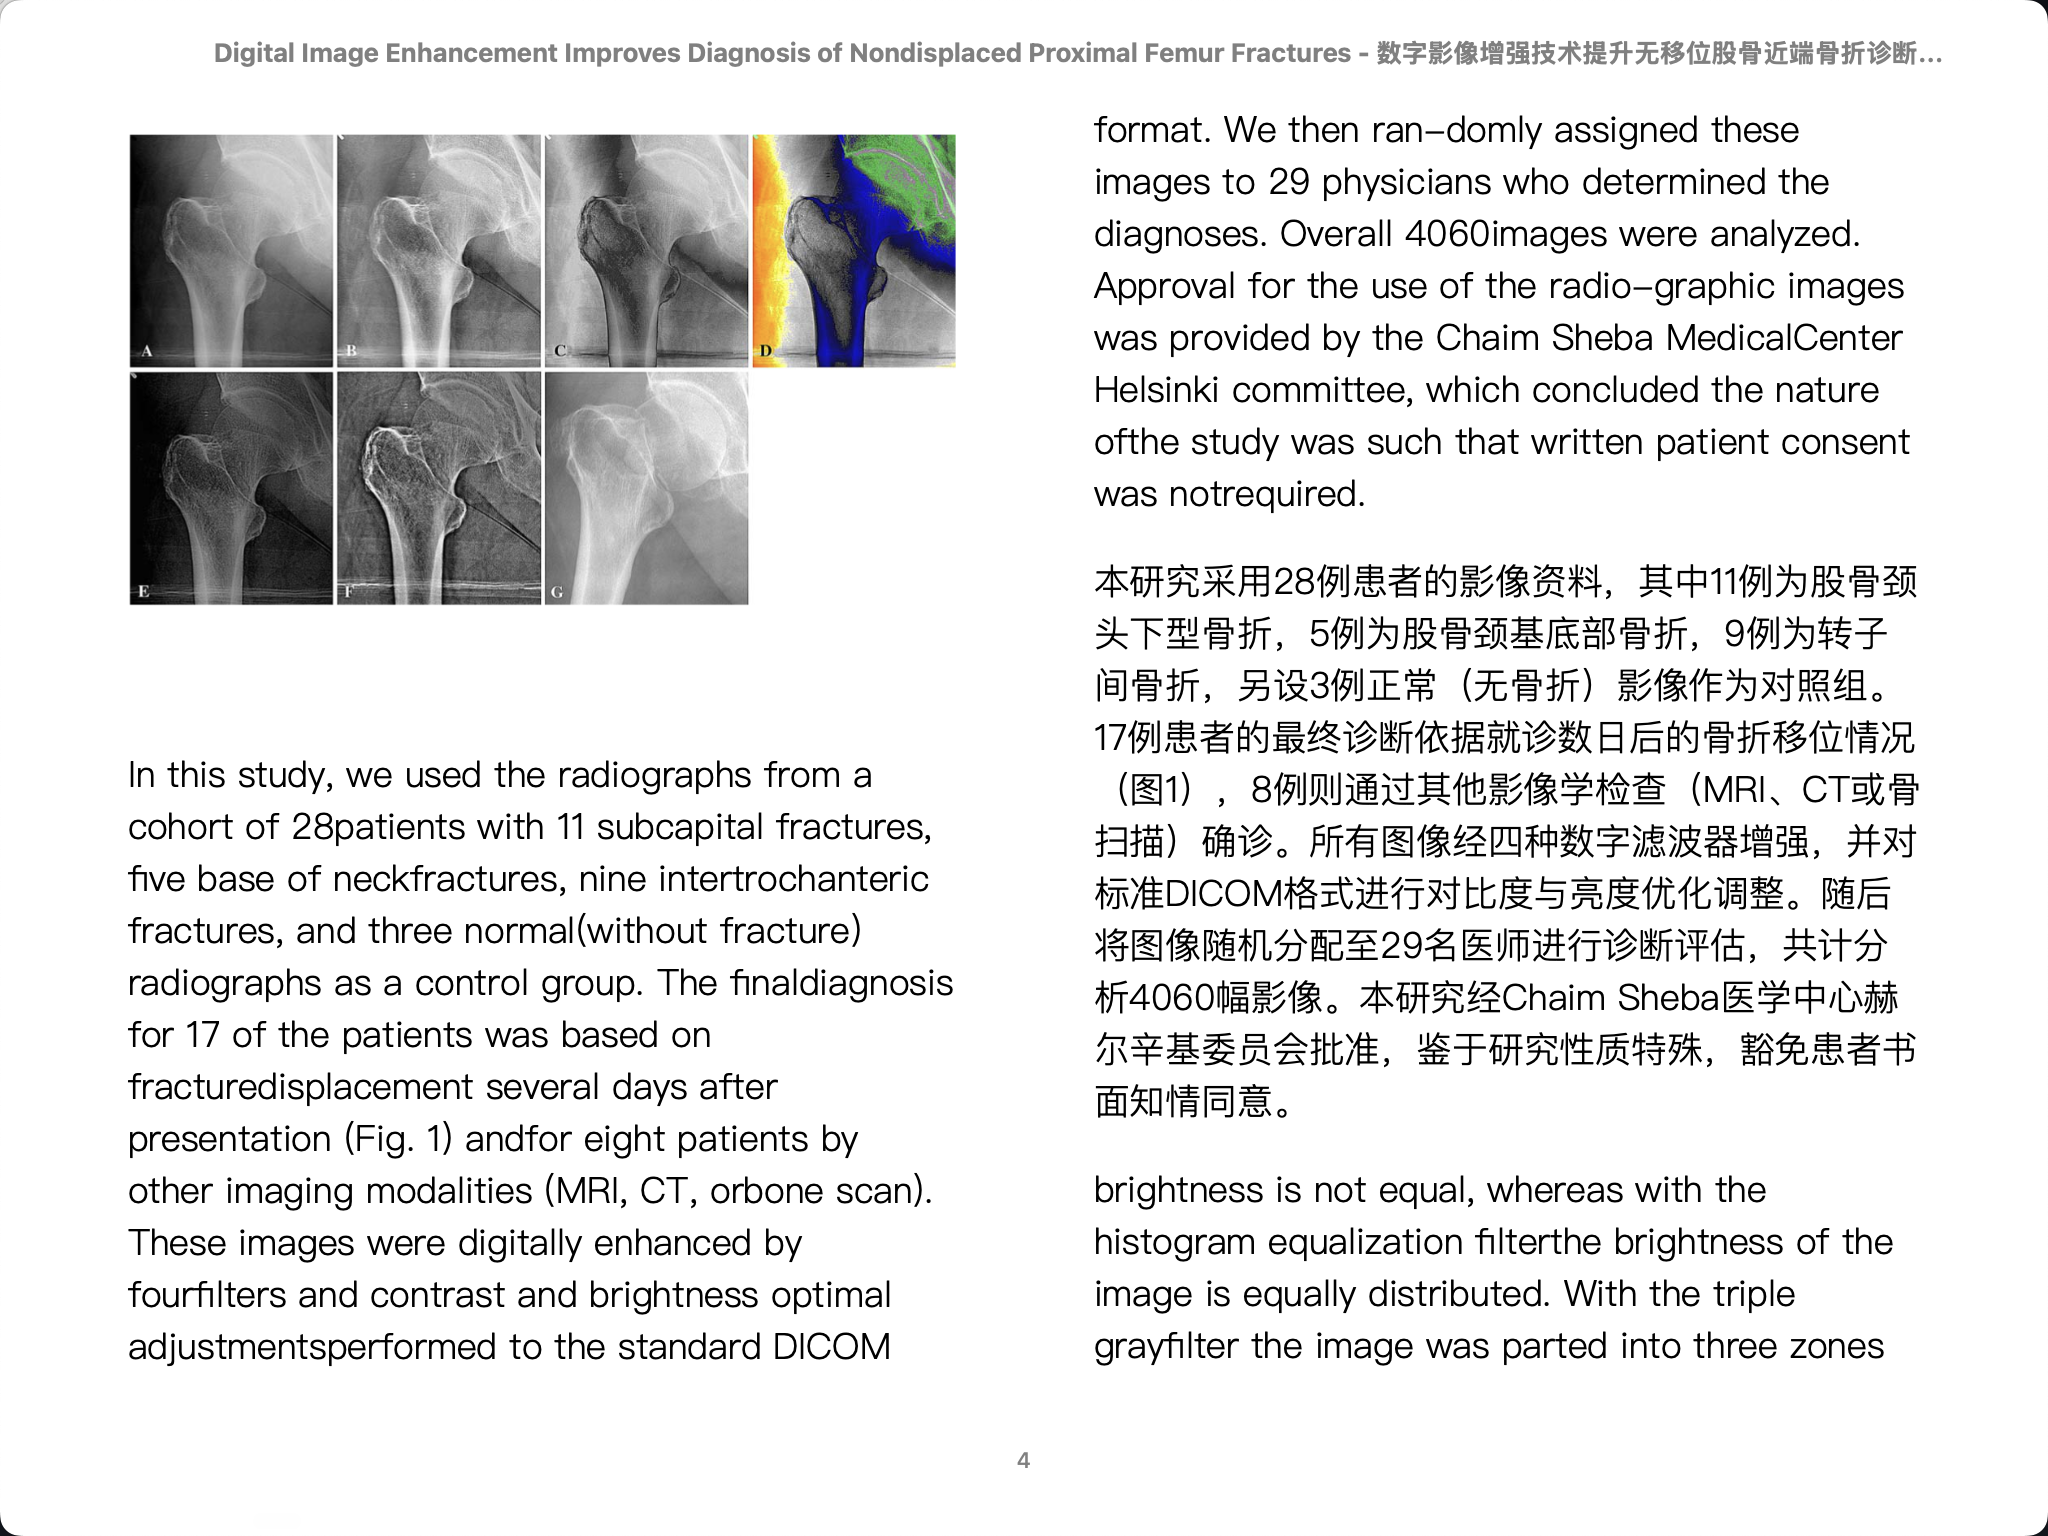 Digital Image Enhancement Improves Diagnosis of Nondisplaced Proximal Femur Fractures - 数字影像增强技术提升无移位股骨近端骨折诊断...
A
B
C
D
E
F
G
In this study, we used the radiographs from a
cohort of 28patients with 11 subcapital fractures,
five base of neckfractures, nine intertrochanteric
fractures, and three normal(without fracture)
radiographs as a control group. The finaldiagnosis
for 17 of the patients was based on
fracturedisplacement several days after
presentation (Fig. 1) andfor eight patients by
other imaging modalities (MRI, CT, orbone scan).
These images were digitally enhanced by
fourfilters and contrast and brightness optimal
adjustmentsperformed to the standard DICOM
format. We then ran-domly assigned these
images to 29 physicians who determined the
diagnoses. Overall 4060images were analyzed.
Approval for the use of the radio-graphic images
was provided by the Chaim Sheba MedicalCenter
Helsinki committee, which concluded the nature
ofthe study was such that written patient consent
was notrequired.
本研究采用28例患者的影像资料，其中11例为股骨颈
头下型骨折，5例为股骨颈基底部骨折，9例为转子
间骨折，另设3例正常（无骨折）影像作为对照组。
17例患者的最终诊断依据就诊数日后的骨折移位情况
（图1），8例则通过其他影像学检查（MRI、CT或骨
扫描）确诊。所有图像经四种数字滤波器增强，并对
标准DICOM格式进行对比度与亮度优化调整。随后
将图像随机分配至29名医师进行诊断评估，共计分
析4060幅影像。本研究经Chaim Sheba医学中心赫
尔辛基委员会批准，鉴于研究性质特殊，豁免患者书
面知情同意。
brightness is not equal, whereas with the
histogram equalization filterthe brightness of the
image is equally distributed. With the triple
grayfilter the image was parted into three zones
4